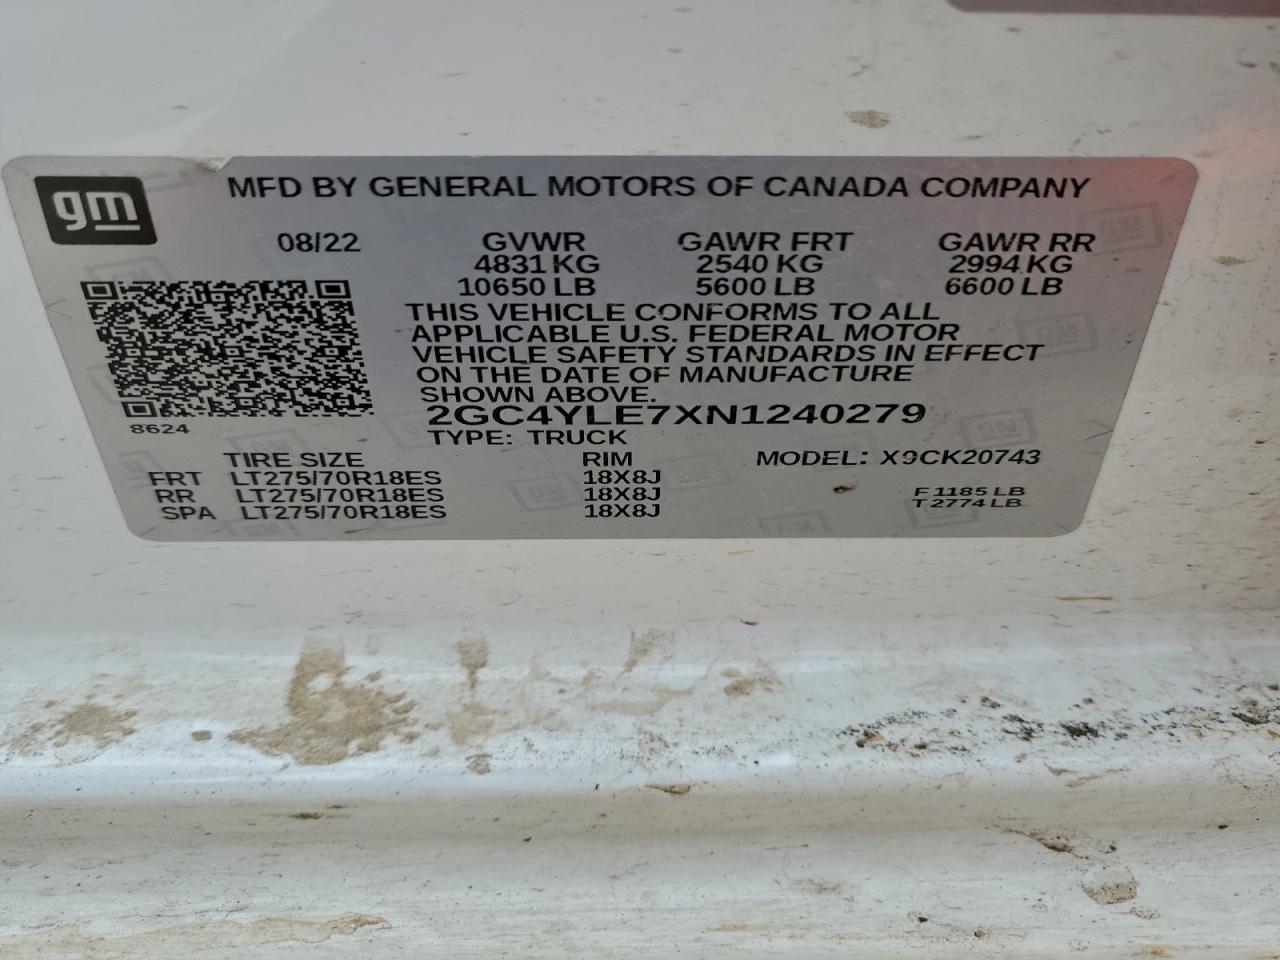 gm
MFD BY GENERAL MOTORS OF CANADA COMPANY
08/22 GVWR GAWR FRT GAWR RR
4831 KG 2540 KG 2994 KG
10650 LB 5600 LB 6600 LB
THIS VEHICLE CONFORMS TO ALL
APPLICABLE U.S. FEDERAL MOTOR
VEHICLE SAFETY STANDARDS IN EFFECT
ON THE DATE OF MANUFACTURE
SHOWN ABOVE.
2GC4YLE7XN1240279
8624
TYPE: TRUCK
TIRE SIZE RIM MODEL: X9CK20743
FRT LT275/70R18ES 18X8J
RR LT275/70R18ES 18X8J F 1185 LB
SPA LT275/70R18ES 18X8J T 2774 LB